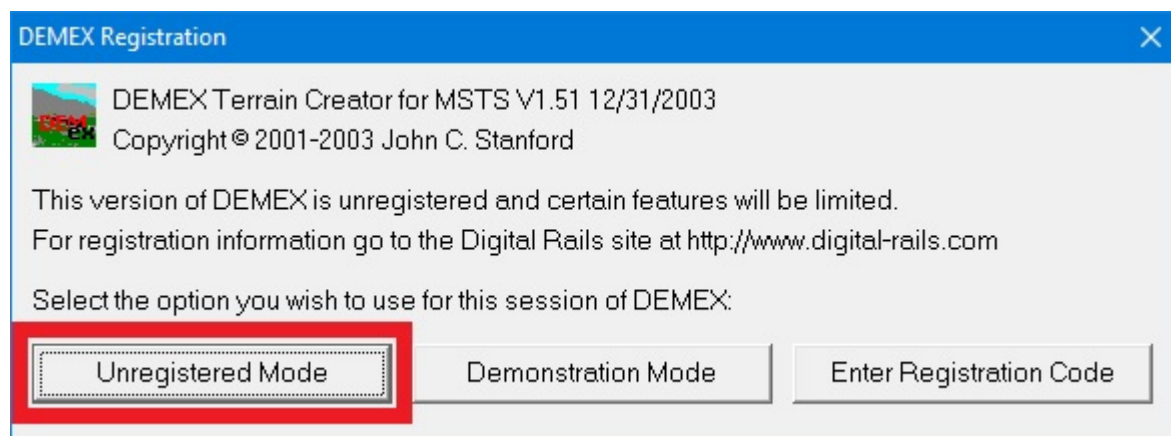 DEMEX Registration
DEMEX Terrain Creator for MSTS V1.51 12/31/2003
DEMex
Copyright © 2001-2003 John C. Stanford
This version of DEMEX is unregistered and certain features will be limited.
For registration information go to the Digital Rails site at http://www.digital-rails.com
Select the option you wish to use for this session of DEMEX:
Unregistered Mode
Demonstration Mode
Enter Registration Code